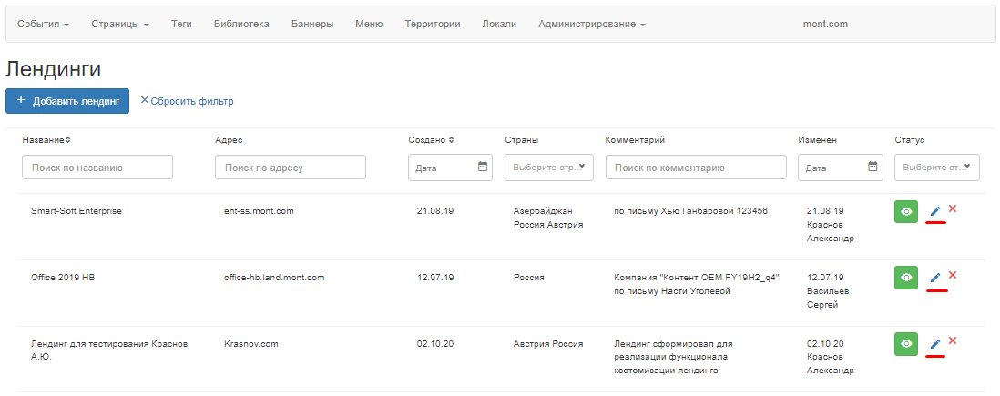 События Страницы Теги Библиотека Баннеры Меню Территории Локали Администрирование mont.com
Лендинги
+ Добавить лендинг × Сбросить фильтр
Название Адрес Создано Страны Комментарий Изменен Статус
Поиск по названию Поиск по адресу Дата Выберите стр... Поиск по комментарию Дата Выберите ст...
Smart-Soft Enterprise ent-ss.mont.com 21.08.19 Азербайджан по письму Хью Ганбаровой 123456 21.08.19
Россия Австрия Краснов
Александр
Office 2019 HB office-hb.land.mont.com 12.07.19 Россия Компания "Контент OEM FY19H2_q4" 12.07.19
по письму Насти Уголевой Васильев
Сергей
Лендинг для тестирования Краснов Krasnov.com 02.10.20 Австрия Россия Лендинг сформировал для 02.10.20
А.Ю. реализации функционала Краснов
костомизации лендинга Александр